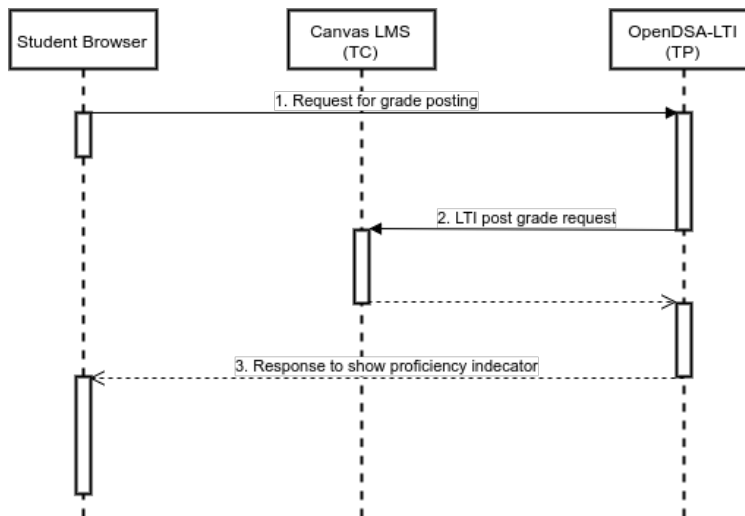 Student Browser
Canvas LMS
(TC)
OpenDSA-LTI
(TP)
1. Request for grade posting
2. LTI post grade request
3. Response to show proficiency indecator